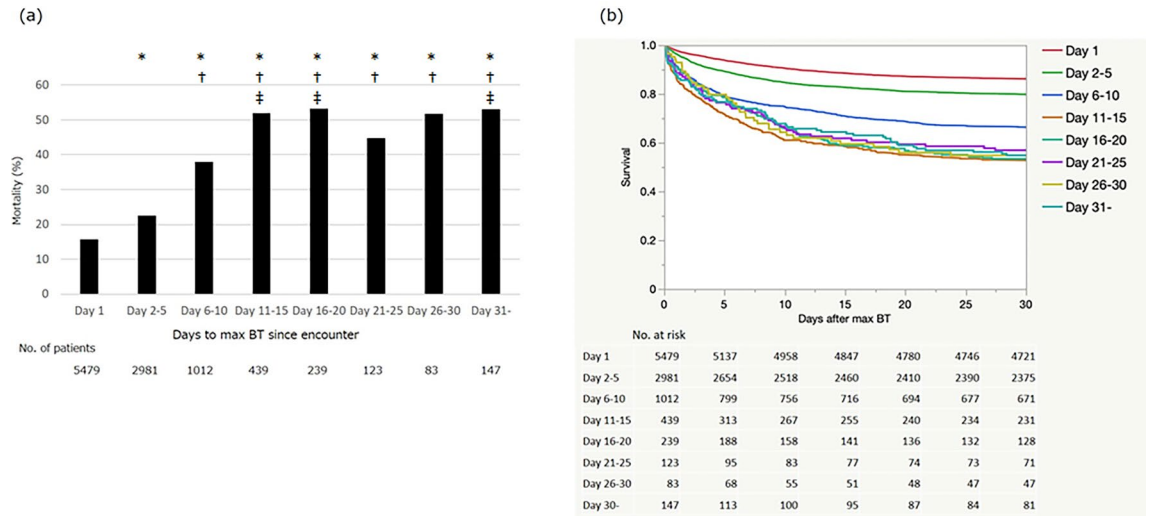 (a)
* * * * * * *
† † † † † †
‡ ‡ ‡
60
50
40
30
20
10
0
Mortality (%)
Day 1 Day 2-5 Day 6-10 Day 11-15 Day 16-20 Day 21-25 Day 26-30 Day 31-
Days to max BT since encounter
No. of patients
5479 2981 1012 439 239 123 83 147
(b)
1.0
0.8
0.6
0.4
0.2
0
Survival
0 5 10 15 20 25 30
Days after max BT
Day 1
Day 2-5
Day 6-10
Day 11-15
Day 16-20
Day 21-25
Day 26-30
Day 31-
No. at risk
Day 1 5479 5137 4958 4847 4780 4746 4721
Day 2-5 2981 2654 2518 2460 2410 2390 2375
Day 6-10 1012 799 756 716 694 677 671
Day 11-15 439 313 267 255 240 234 231
Day 16-20 239 188 158 141 136 132 128
Day 21-25 123 95 83 77 74 73 71
Day 26-30 83 68 55 51 48 47 47
Day 30- 147 113 100 95 87 84 81